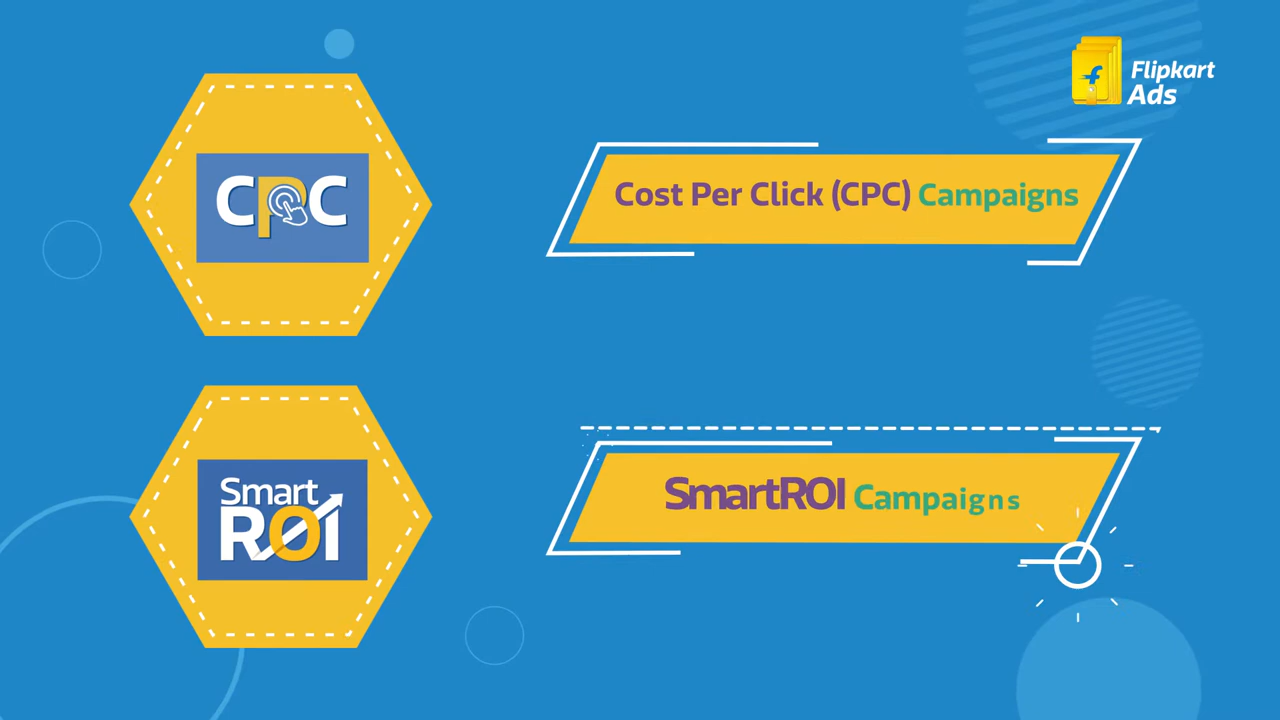 Flipkart
Ads
CPC
Cost Per Click (CPC) Campaigns
Smart
ROI
SmartROI Campaigns